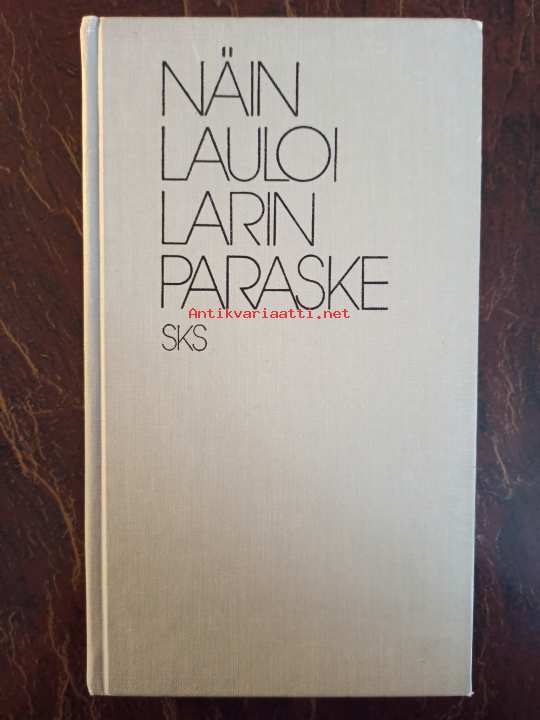 NÄIN
LAULOI
LARIN
PARASKE
Antikvariaatti.net
SKS